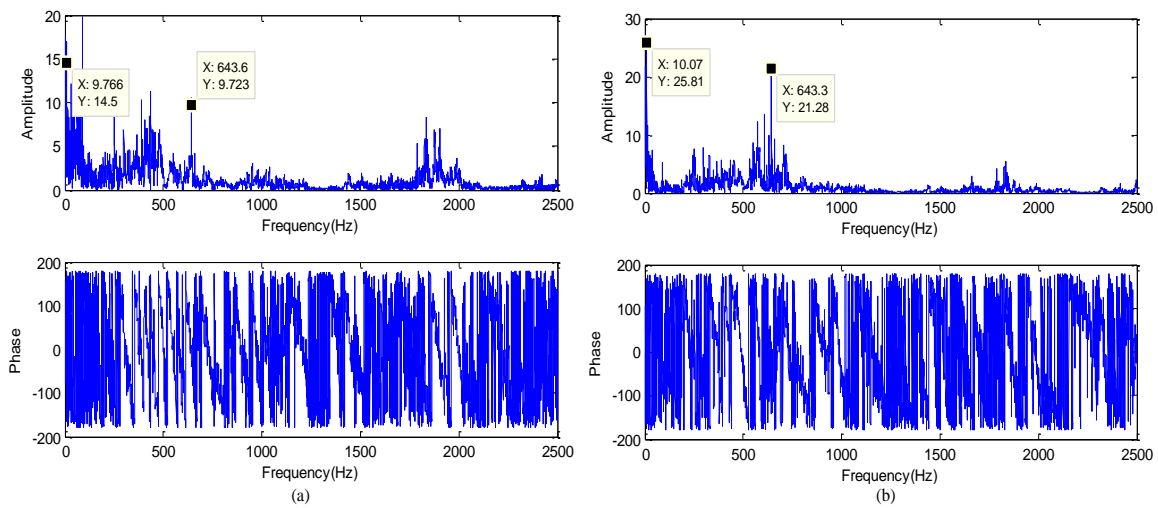 20
15
10
5
0
Amplitude
X: 9.766
Y: 14.5
X: 643.6
Y: 9.723
0 500 1000 1500 2000 2500
Frequency(Hz)
200
100
0
-100
-200
Phase
0 500 1000 1500 2000 2500
Frequency(Hz)
(a)
30
20
10
0
Amplitude
X: 10.07
Y: 25.81
X: 643.3
Y: 21.28
0 500 1000 1500 2000 2500
Frequency(Hz)
200
100
0
-100
-200
Phase
0 500 1000 1500 2000 2500
Frequency(Hz)
(b)